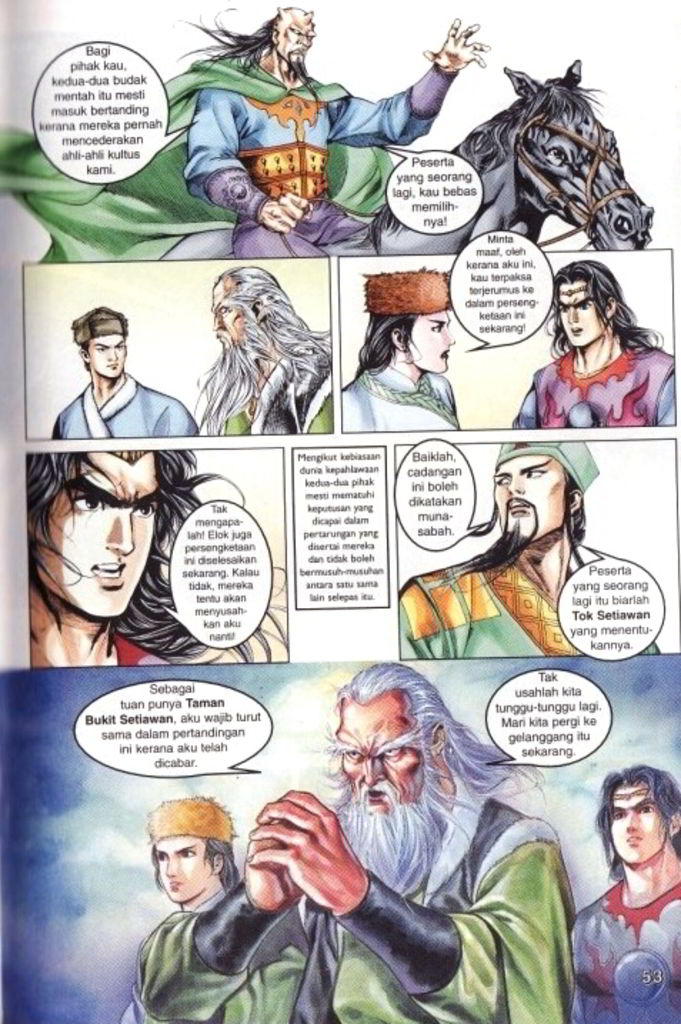 Bagi
pihak kau,
kedua-dua budak
mentah itu mesti
masuk bertanding
kerana mereka pernah
mencederakan
ahli-ahli kultus
kami.
Peserta
yang seorang
lagi, kau bebas
memilih-
nya!
Minta
maaf, oleh
kerana aku ini,
kau terpaksa
terjerumus ke
dalam perseng-
ketaan ini
sekarang!
Tak
mengapa-
lah! Elok juga
persengketaan
ini diselesaikan
sekarang. Kalau
tidak, mereka
tentu akan
menyusah-
kan aku
nanti!
Mengikut kebiasaan
dunia kepahlawaan
kedua-dua pihak
mesti mematuhi
keputusan yang
dicapai dalam
pertarungan yang
disertai mereka
dan tidak boleh
bermusuh-musuhan
antara satu sama
lain selepas itu.
Baiklah,
cadangan
ini boleh
dikatakan
muna-
sabah.
Peserta
yang seorang
lagi itu biarlah
Tok Setiawan
yang menentu-
kannya.
Sebagai
tuan punya Taman
Bukit Setiawan, aku wajib turut
sama dalam pertandingan
ini kerana aku telah
dicabar.
Tak
usahlah kita
tunggu-tunggu lagi.
Mari kita pergi ke
gelanggang itu
sekarang.
53